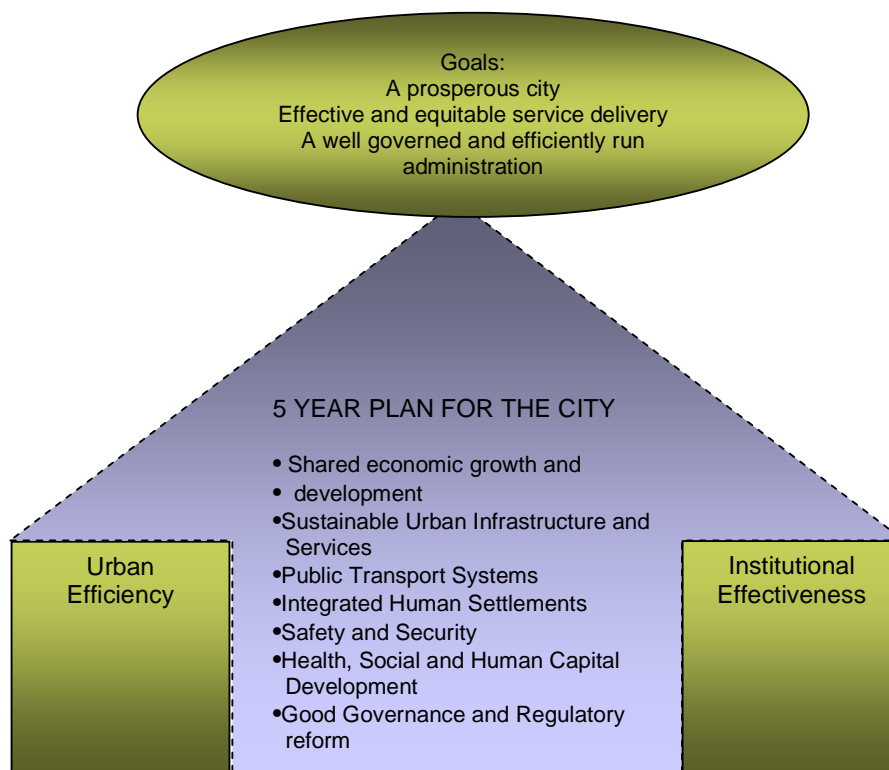 Goals:
A prosperous city
Effective and equitable service delivery
A well governed and efficiently run
administration
5 YEAR PLAN FOR THE CITY
• Shared economic growth and
• development
•Sustainable Urban Infrastructure and
Services
•Public Transport Systems
•Integrated Human Settlements
•Safety and Security
•Health, Social and Human Capital
Development
•Good Governance and Regulatory
reform
Urban
Efficiency
Institutional
Effectiveness